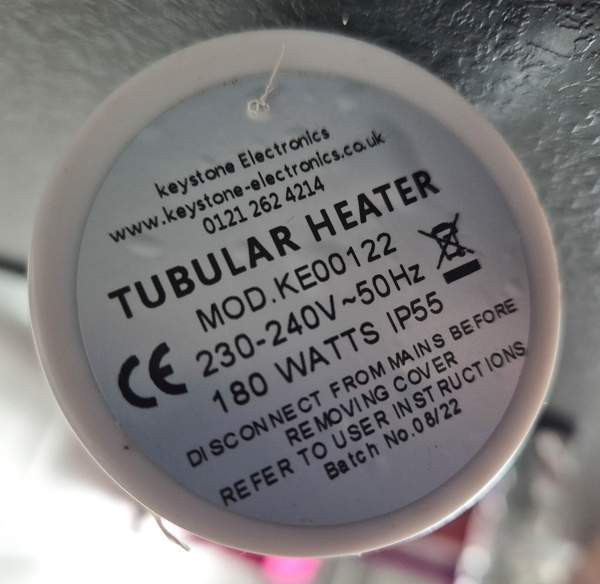 keystone Electronics
www.keystone-electronics.co.uk
0121 262 4214
TUBULAR HEATER
MOD.KE00122
230-240V~50Hz
CE 180 WATTS IP55
DISCONNECT FROM MAINS BEFORE
REMOVING COVER
REFER TO USER INSTRUCTIONS
Batch No.08/22